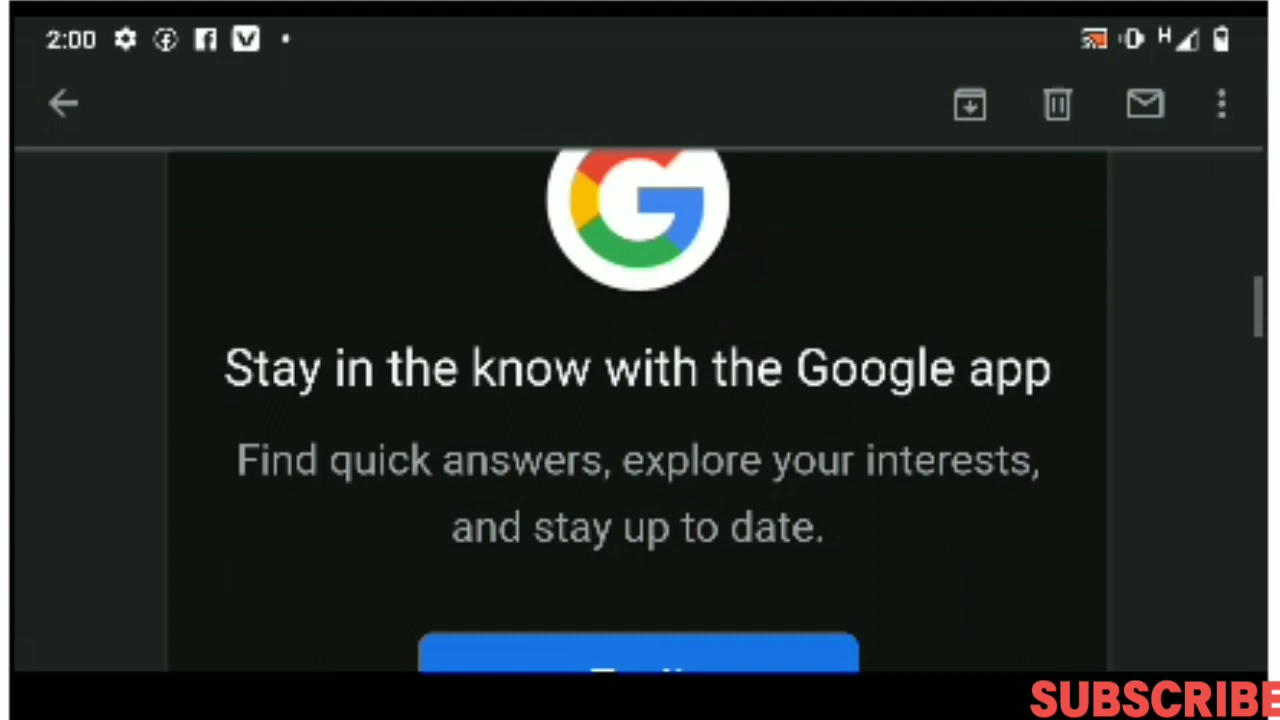 2:00
H
Stay in the know with the Google app
Find quick answers, explore your interests,
and stay up to date.
SUBSCRIBE